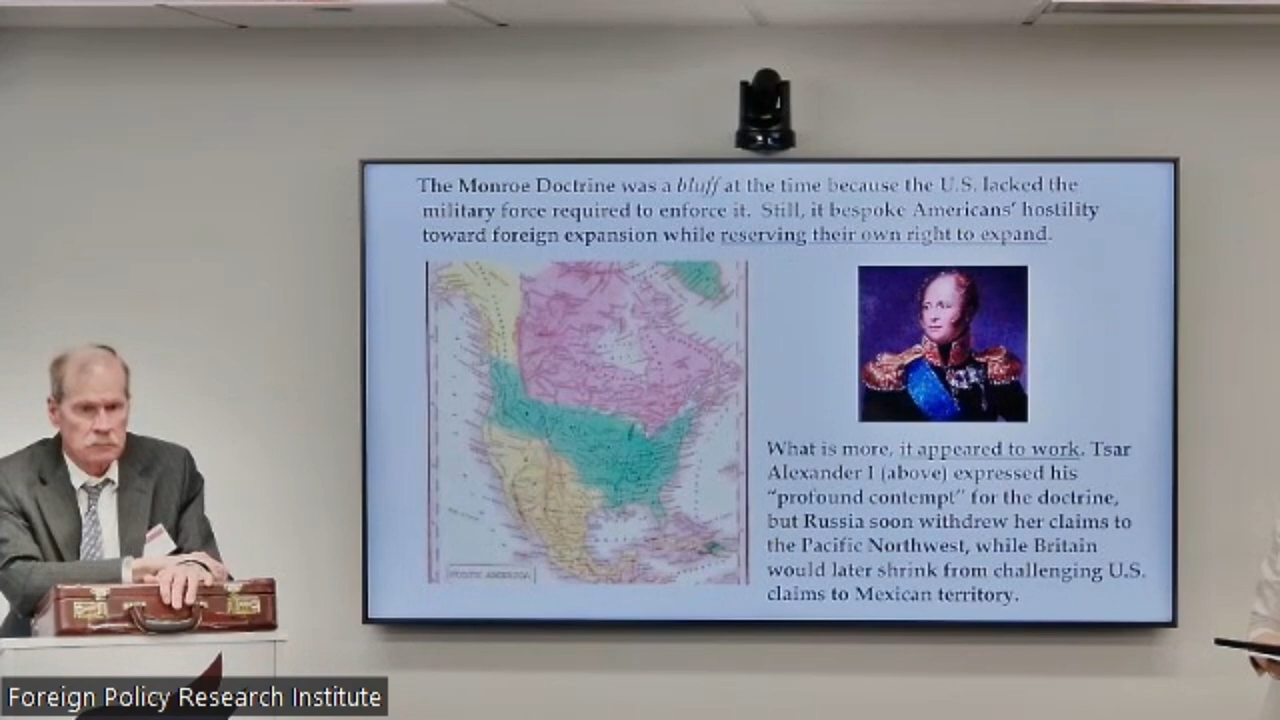 The Monroe Doctrine was a bluff at the time because the U.S. lacked the
military force required to enforce it. Still, it bespoke Americans' hostility
toward foreign expansion while reserving their own right to expand.
NORTH AMERICA
What is more, it appeared to work. Tsar
Alexander I (above) expressed his
"profound contempt" for the doctrine,
but Russia soon withdrew her claims to
the Pacific Northwest, while Britain
would later shrink from challenging U.S.
claims to Mexican territory.
Foreign Policy Research Institute